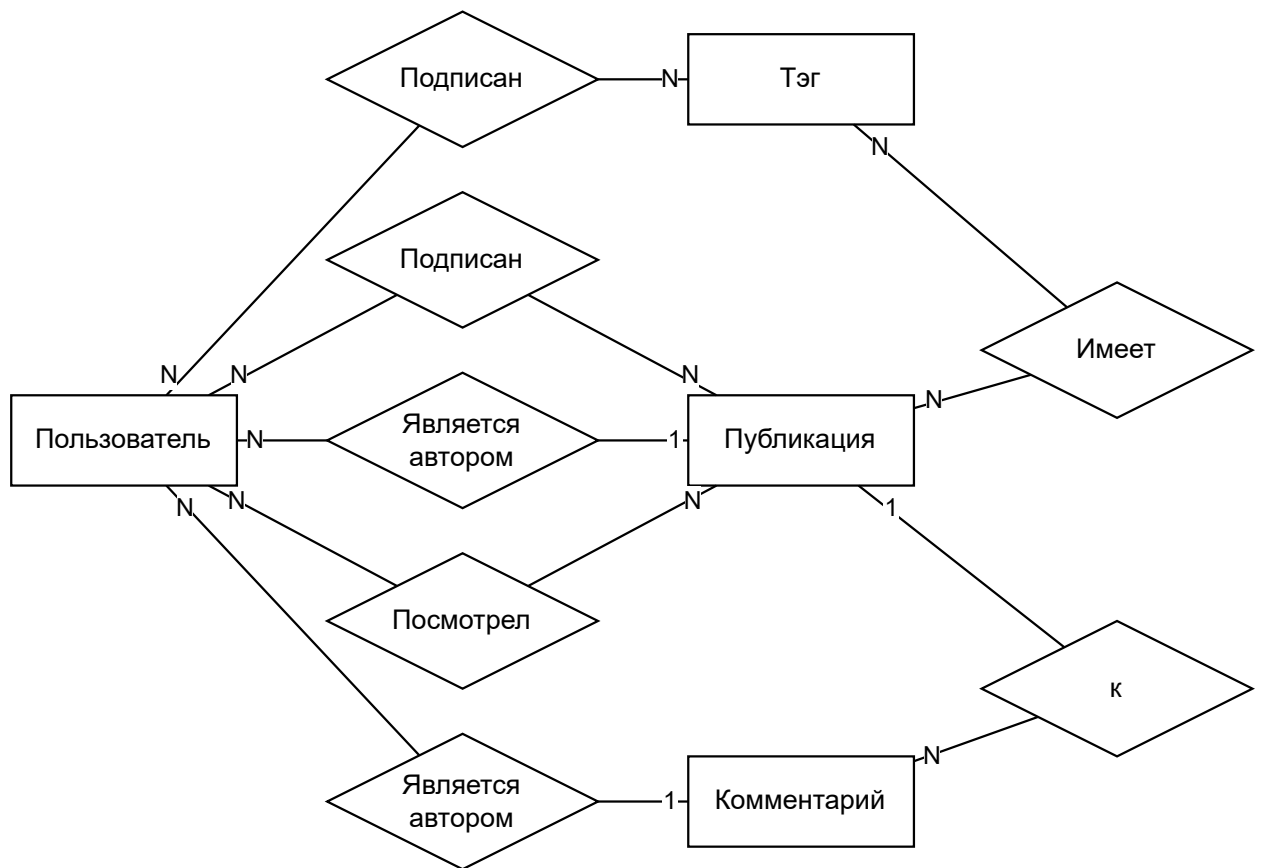 Подписан
N
Тэг
N
Подписан
Имеет
N
N
N
N
Пользователь
N
Является
автором
1
Публикация
N
N
N
1
Посмотрел
к
Является
автором
1
Комментарий
N